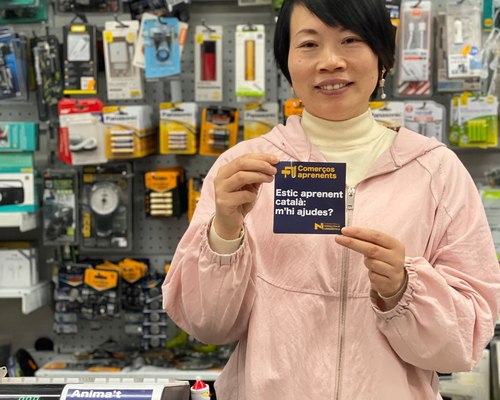 Comerços
aprenents
Estic aprenent
català:
m'hi ajudes?
Anima't